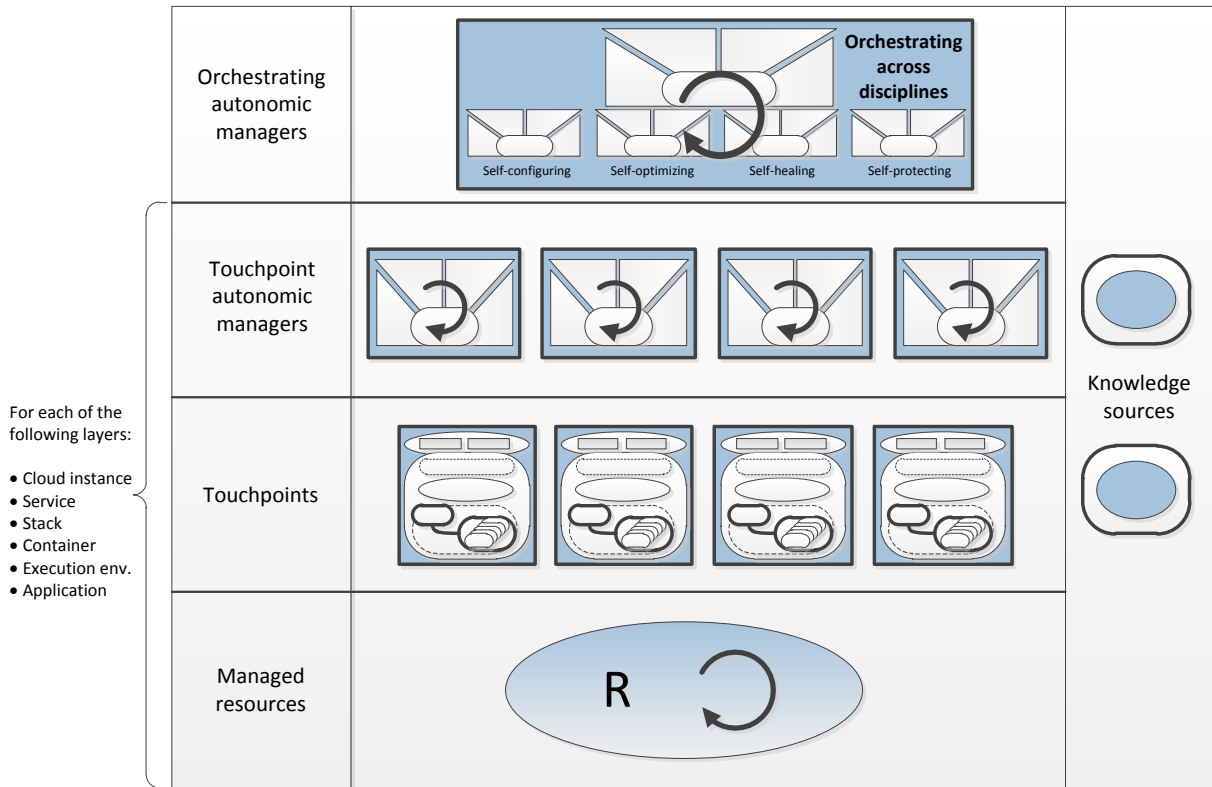 Orchestrating
autonomic
managers
Orchestrating
across
disciplines
Self-configuring
Self-optimizing
Self-healing
Self-protecting
Touchpoint
autonomic
managers
Knowledge
sources
For each of the
following layers:
• Cloud instance
• Service
• Stack
• Container
• Execution env.
• Application
Touchpoints
Managed
resources
R